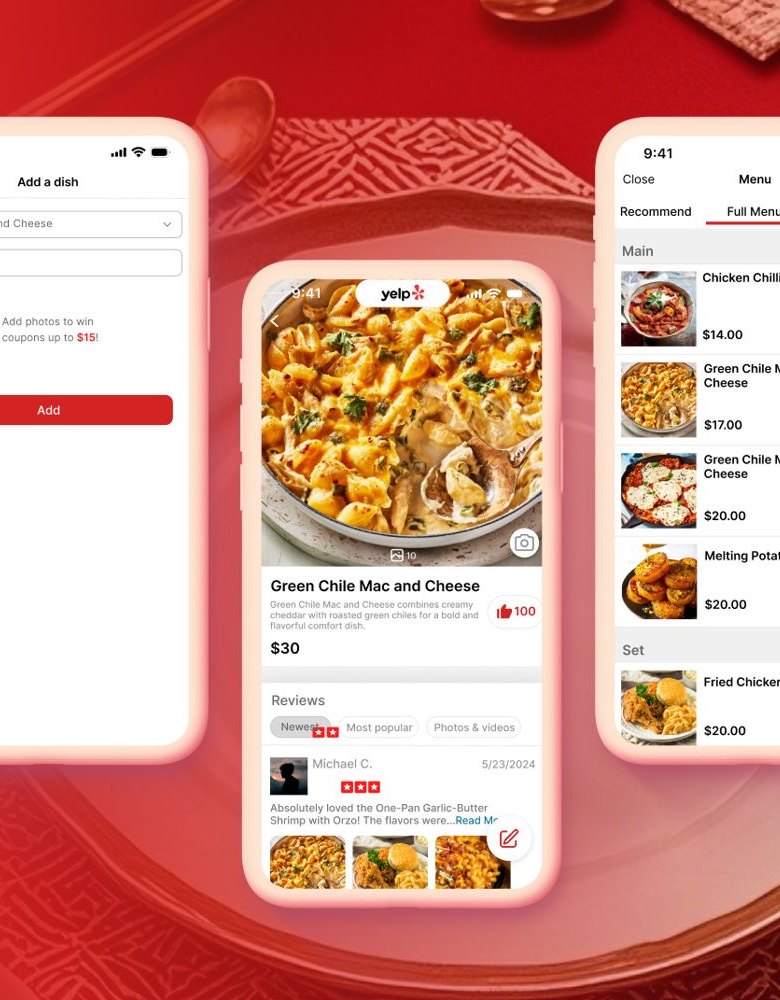 Add a dish
nd Cheese
Add photos to win
coupons up to $15!
Add
9:41
yelp
10
Green Chile Mac and Cheese
Green Chile Mac and Cheese combines creamy
cheddar with roasted green chiles for a bold and
flavorful comfort dish.
100
$30
Reviews
Newest
Most popular
Photos & videos
Michael C.
5/23/2024
Absolutely loved the One-Pan Garlic-Butter
Shrimp with Orzo! The flavors were...Read Mo
9:41
Close
Menu
Recommend
Full Menu
Main
Chicken Chilli
$14.00
Green Chile M
Cheese
$17.00
Green Chile M
Cheese
$20.00
Melting Potat
$20.00
Set
Fried Chicken
$20.00